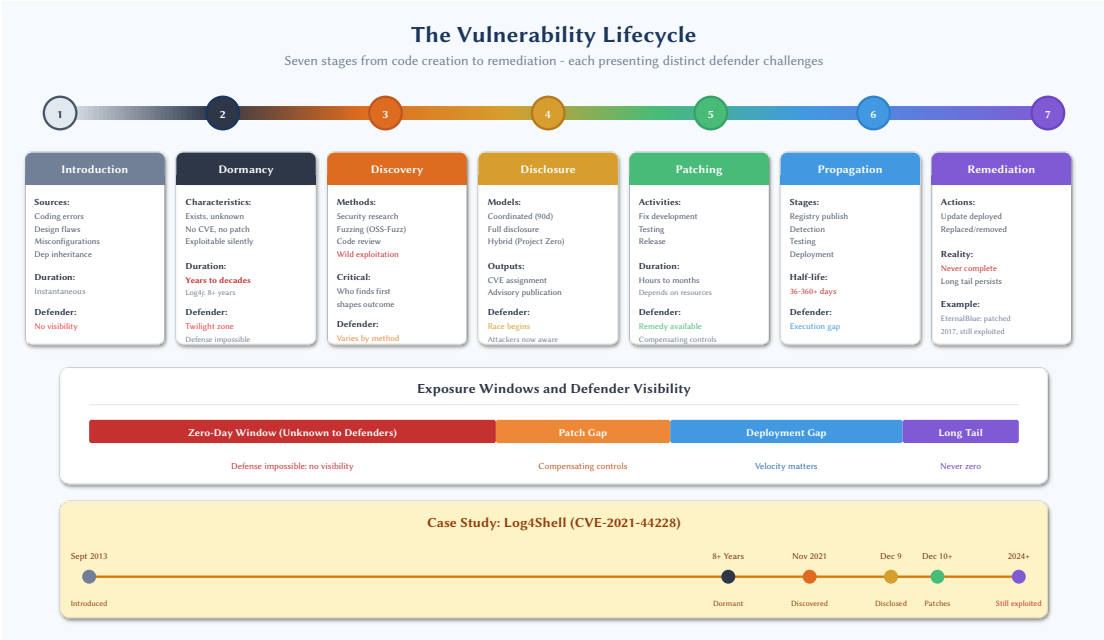 The Vulnerability Lifecycle
Seven stages from code creation to remediation - each presenting distinct defender challenges
1
2
3
4
5
6
7
Introduction
Sources:
Coding errors
Design flaws
Misconfigurations
Dep inheritance
Duration:
Instantaneous
Defender:
No visibility
Dormancy
Characteristics:
Exists, unknown
No CVE, no patch
Exploitable silently
Duration:
Years to decades
Log4j: 8+ years
Defender:
Twilight zone
Defense impossible
Discovery
Methods:
Security research
Fuzzing (OSS-Fuzz)
Code review
Wild exploitation
Critical:
Who finds first
shapes outcome
Defender:
Varies by method
Disclosure
Models:
Coordinated (90d)
Full disclosure
Hybrid (Project Zero)
Outputs:
CVE assignment
Advisory publication
Defender:
Race begins
Attackers now aware
Patching
Activities:
Fix development
Testing
Release
Duration:
Hours to months
Depends on resources
Defender:
Remedy available
Compensating controls
Propagation
Stages:
Registry publish
Detection
Testing
Deployment
Half-life:
36-360+ days
Defender:
Execution gap
Remediation
Actions:
Update deployed
Replaced/removed
Reality:
Never complete
Long tail persists
Example:
EternalBlue: patched
2017, still exploited
Exposure Windows and Defender Visibility
Zero-Day Window (Unknown to Defenders)
Patch Gap
Deployment Gap
Long Tail
Defense impossible: no visibility
Compensating controls
Velocity matters
Never zero
Case Study: Log4Shell (CVE-2021-44228)
Sept 2013
8+ Years
Nov 2021
Dec 9
Dec 10+
2024+
Introduced
Dormant
Discovered
Disclosed
Patches
Still exploited